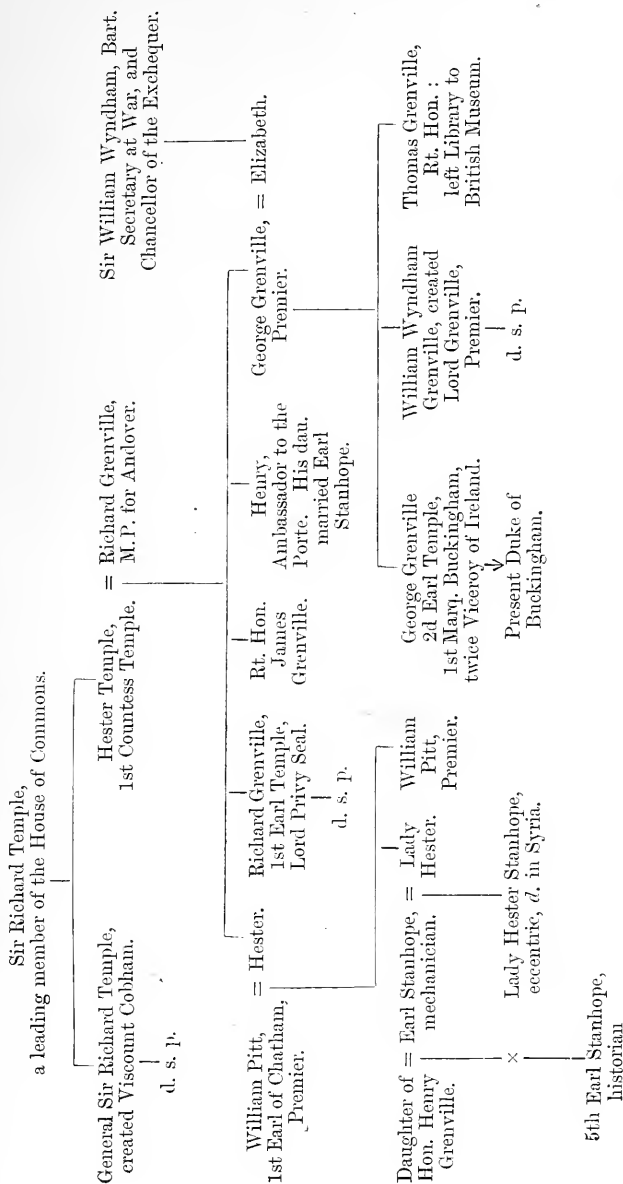 Sir Richard Temple,
a leading member of the House of Commons.
General Sir Richard Temple,
created Viscount Cobham.
d. s. p.
Hester Temple,
1st Countess Temple.
= Richard Grenville,
M.P. for Andover.
Sir William Wyndham, Bart.
Secretary at War, and
Chancellor of the Exchequer.
William Pitt,
1st Earl of Chatham,
Premier.
= Hester.
Richard Grenville,
1st Earl Temple,
Lord Privy Seal.
d. s. p.
Rt. Hon.
James
Grenville.
Henry,
Ambassador to the
Porte. His dau.
married Earl
Stanhope.
George Grenville,
Premier.
= Elizabeth.
Daughter of
Hon. Henry
Grenville.
= Earl Stanhope,
mechanician.
= Lady
Hester.
William
Pitt,
Premier.
George Grenville
2d Earl Temple,
1st Marq. Buckingham,
twice Viceroy of Ireland.
William Wyndham
Grenville, created
Lord Grenville,
Premier.
d. s. p.
Thomas Grenville,
Rt. Hon. :
left Library to
British Museum.
×
Lady Hester Stanhope,
eccentric, d. in Syria.
Present Duke of
Buckingham.
5th Earl Stanhope,
historian